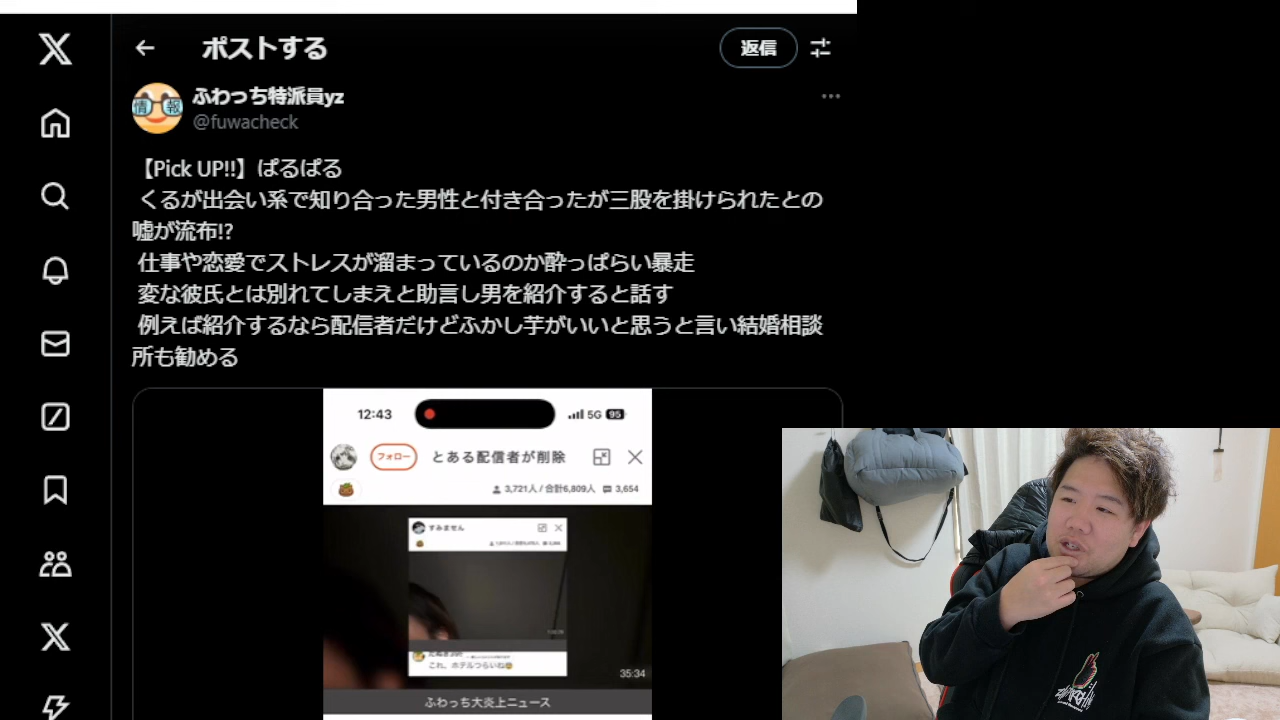 ポストする
返信
情 報
ふわっち特派員yz
@fuwacheck
【Pick UP!!】ぱるぱる
くるが出会い系で知り合った男性と付き合ったが三股を掛けられたとの
嘘が流布!?
仕事や恋愛でストレスが溜まっているのか酔っぱらい暴走
変な彼氏とは別れてしまえと助言し男を紹介すると話す
例えば紹介するなら配信者だけどふかし芋がいいと思うと言い結婚相談
所も勧める
12:43
5G 95
フォロー
とある配信者が削除
3,721人 / 合計6,809人 3,654
すみません
これ、ホテルつらいね
35:34
ふわっち大炎上ニュース